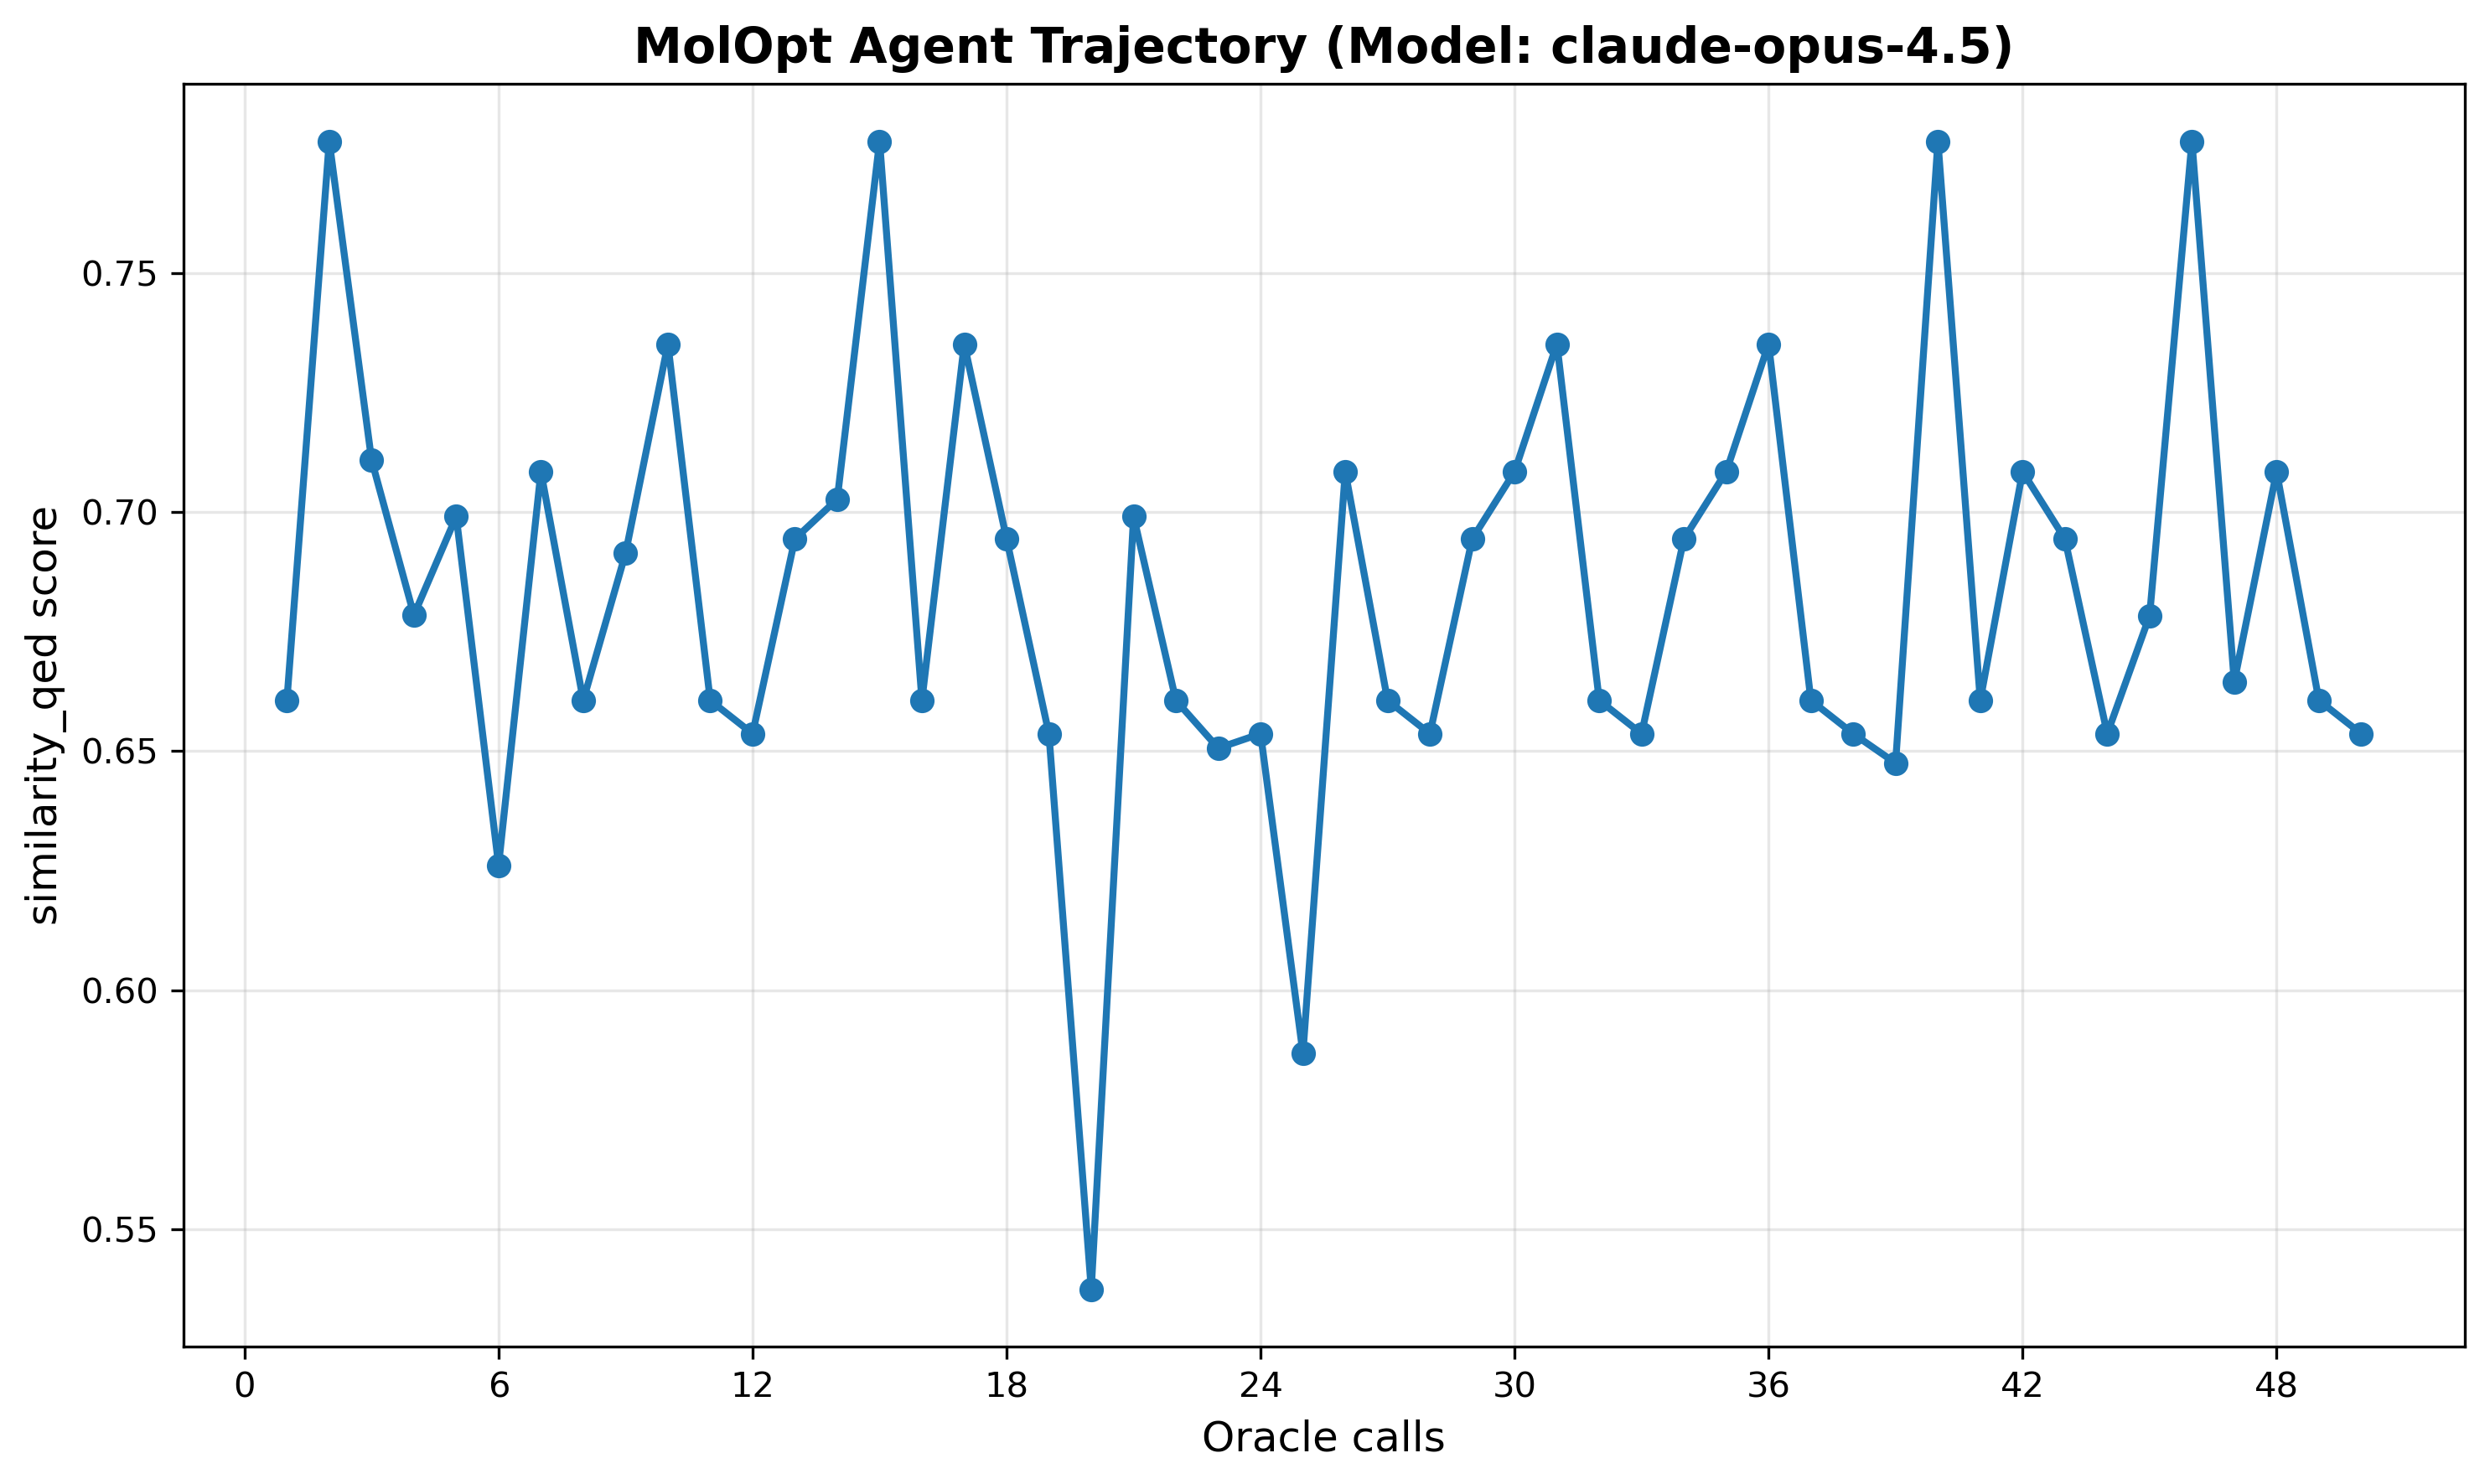 MolOpt Agent Trajectory (Model: claude-opus-4.5)
similarity_qed score
0.75
0.70
0.65
0.60
0.55
0 6 12 18 24 30 36 42 48
Oracle calls